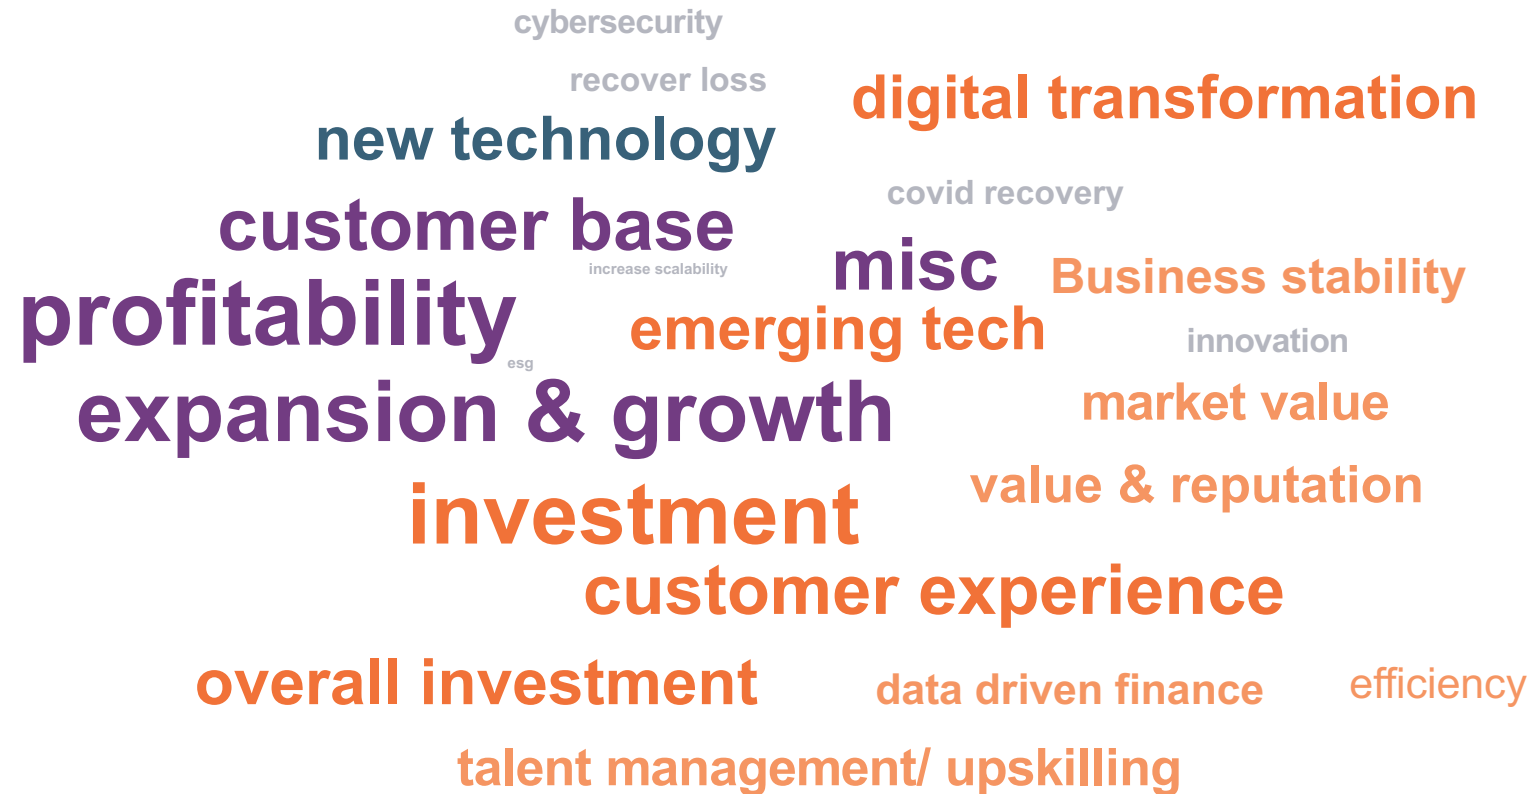 cybersecurity
recover loss
digital transformation
new technology
covid recovery
customer base
misc
increase scalability
Business stability
profitability
emerging tech
innovation
esg
expansion & growth
market value
value & reputation
investment
customer experience
overall investment
data driven finance
efficiency
talent management/ upskilling